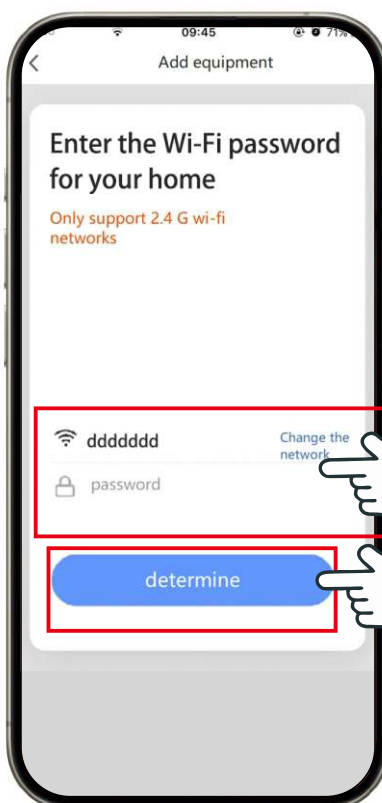 09:45 71%
Add equipment
Enter the Wi-Fi password
for your home
Only support 2.4 G wi-fi
networks
ddddddd Change the
network
password
determine